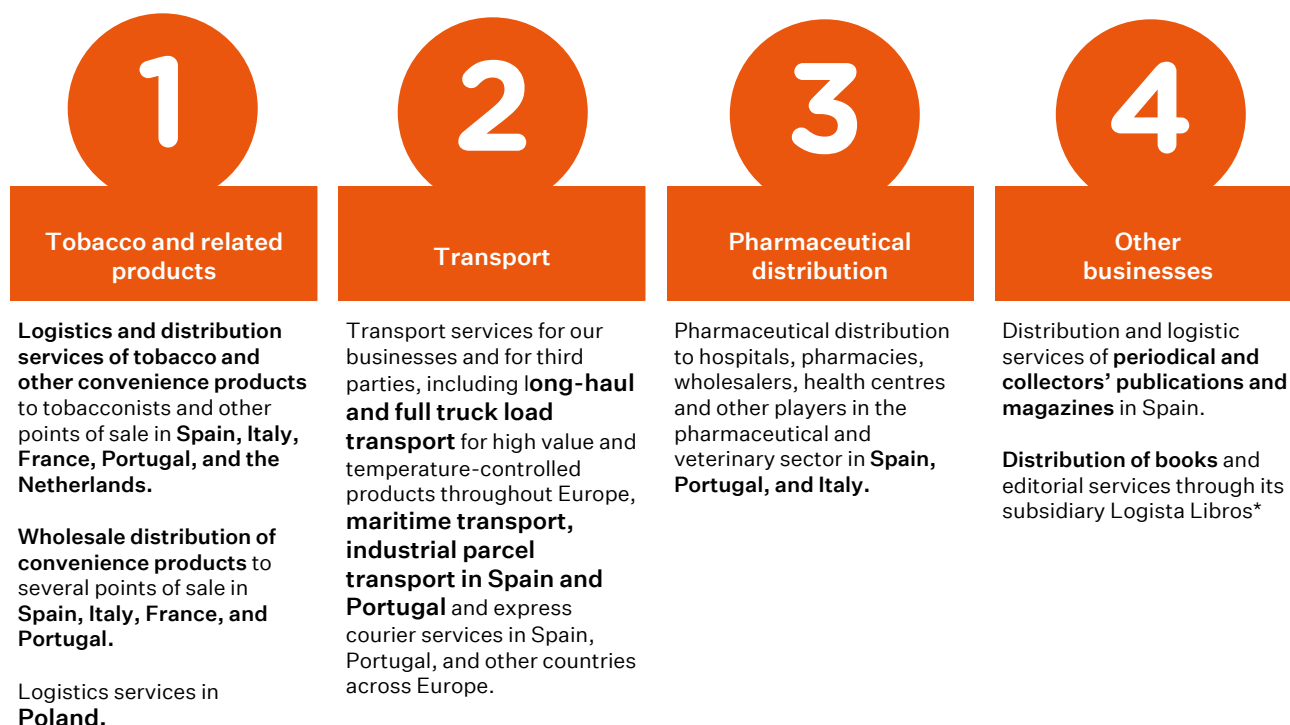 1
Tobacco and related
products
Logistics and distribution
services of tobacco and
other convenience products
to tobacconists and other
points of sale in Spain, Italy,
France, Portugal, and the
Netherlands.
Wholesale distribution of
convenience products to
several points of sale in
Spain, Italy, France, and
Portugal.
Logistics services in
Poland.
2
Transport
Transport services for our
businesses and for third
parties, including long-haul
and full truck load
transport for high value and
temperature-controlled
products throughout Europe,
maritime transport,
industrial parcel
transport in Spain and
Portugal and express
courier services in Spain,
Portugal, and other countries
across Europe.
3
Pharmaceutical
distribution
Pharmaceutical distribution
to hospitals, pharmacies,
wholesalers, health centres
and other players in the
pharmaceutical and
veterinary sector in Spain,
Portugal, and Italy.
4
Other
businesses
Distribution and logistic
services of periodical and
collectors’ publications and
magazines in Spain.
Distribution of books and
editorial services through its
subsidiary Logista Libros*